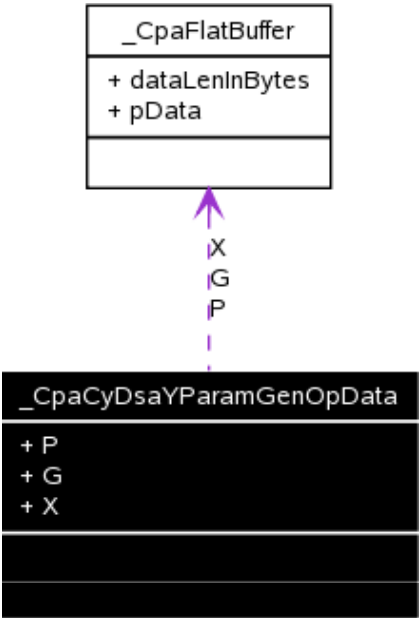 _CpaFlatBuffer
+ dataLenInBytes
+ pData
X
G
P
_CpaCyDsaYParamGenOpData
+ P
+ G
+ X